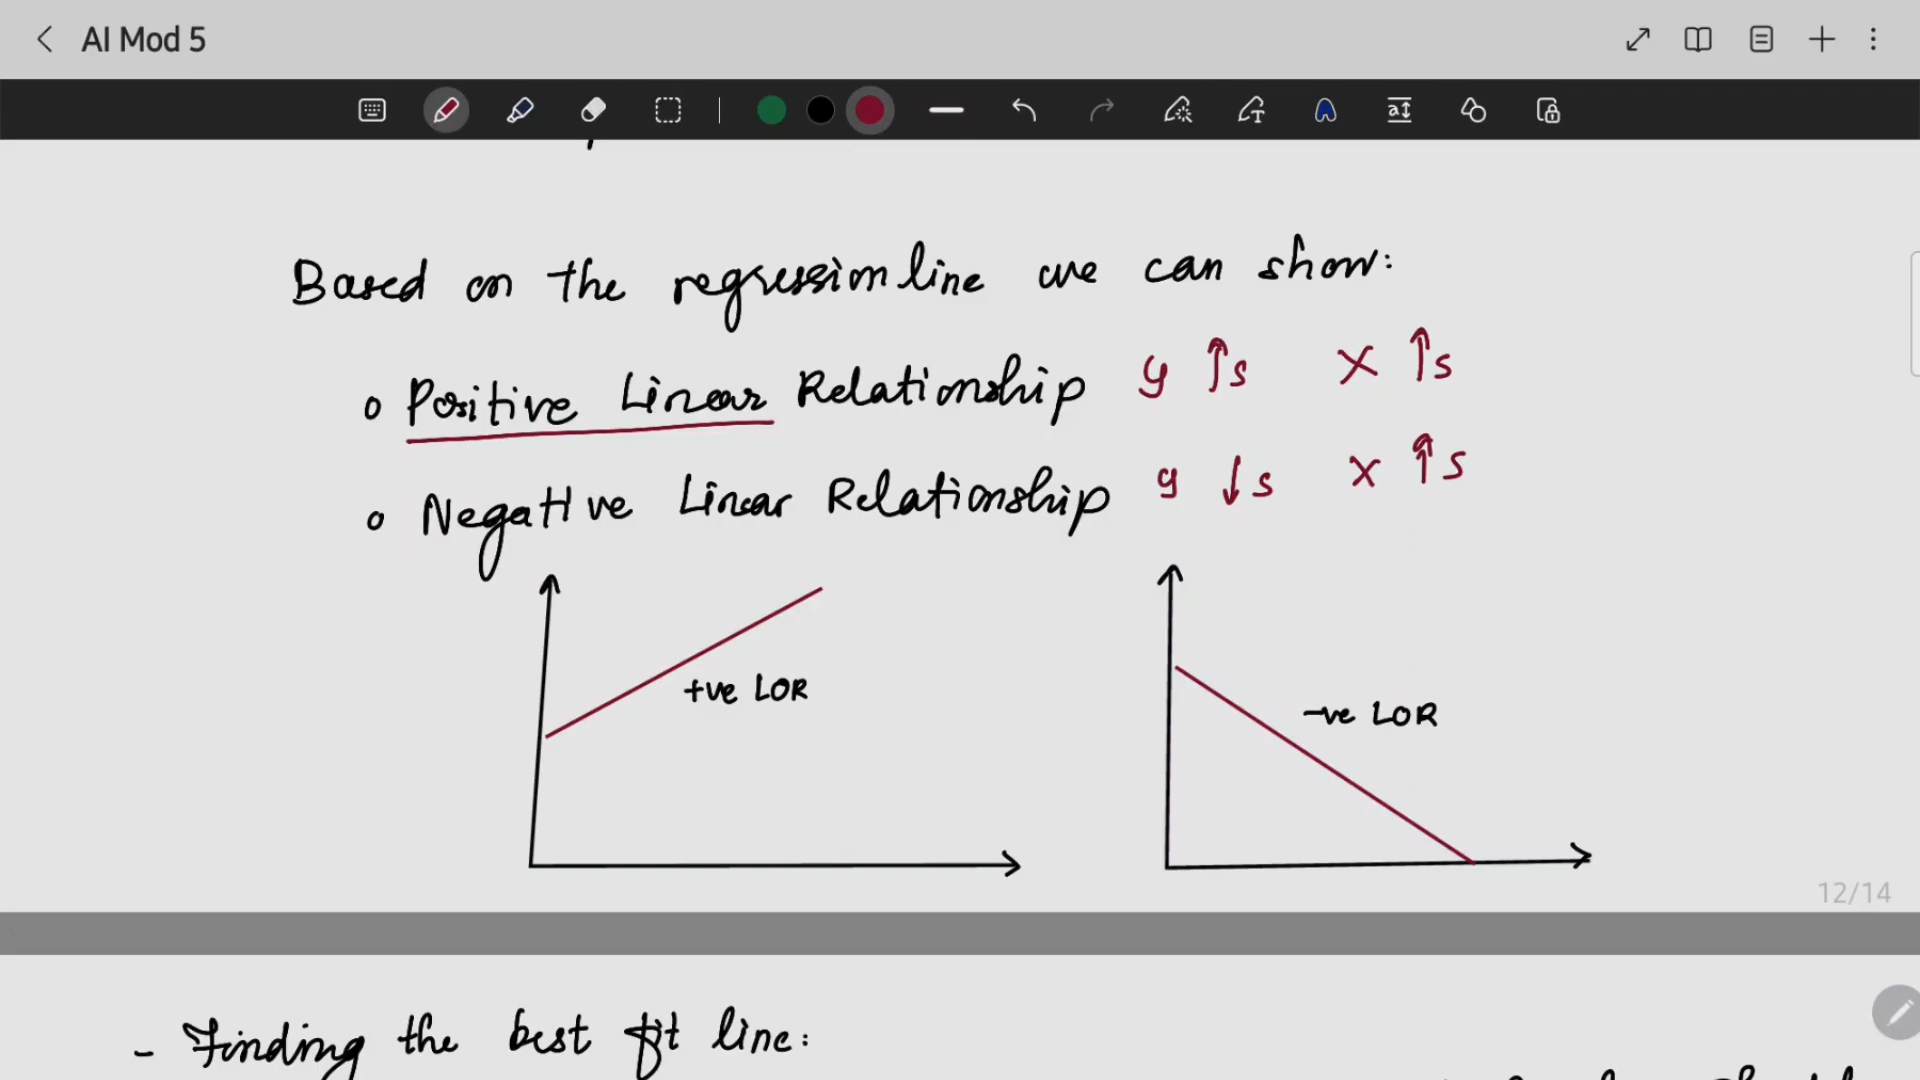 AI Mod 5
Based on the regression line we can show:
o Positive Linear Relationship y ↑s x ↑s
o Negative Linear Relationship y ↓s x ↑s
+ve LOR
-ve LOR
12/14
- Finding the best fit line: